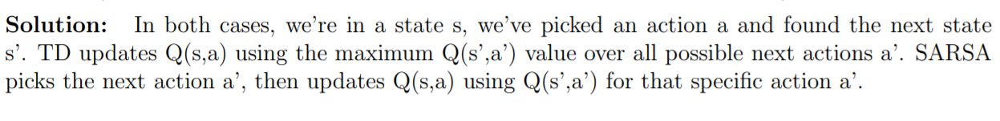 Solution: In both cases, we're in a state s, we've picked an action a and found the next state
s'. TD updates Q(s,a) using the maximum Q(s',a') value over all possible next actions a'. SARSA
picks the next action a', then updates Q(s,a) using Q(s',a') for that specific action a'.